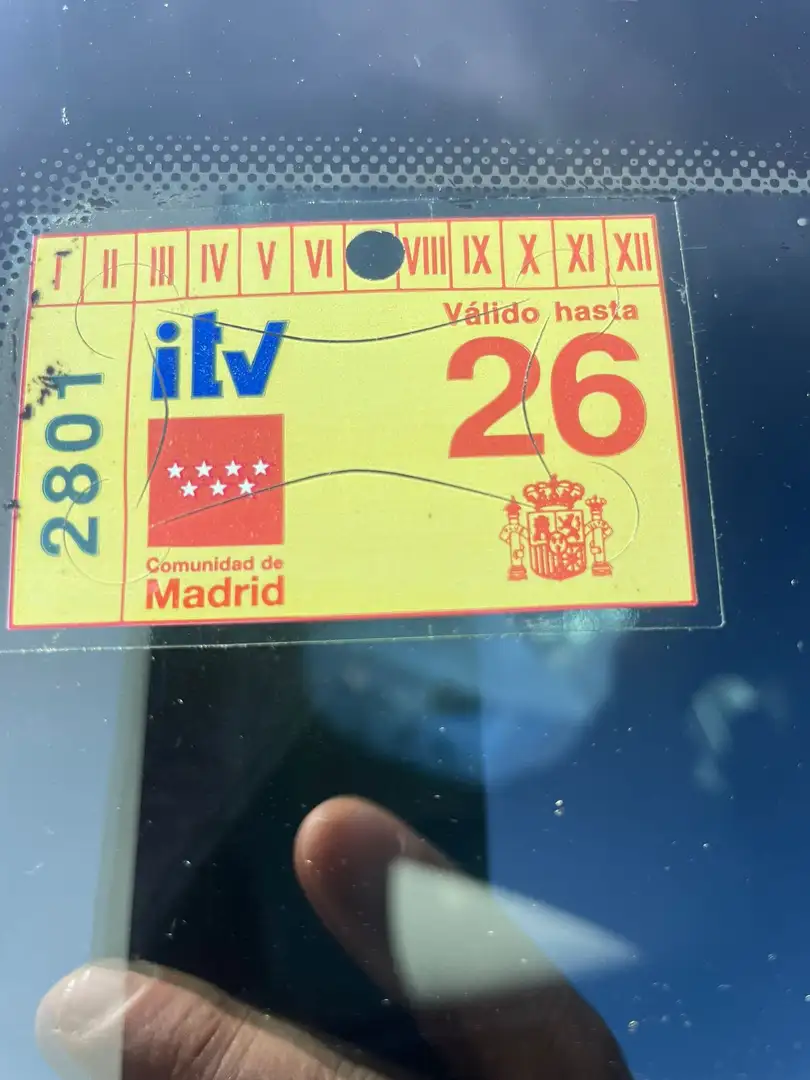 I II III IV V VI VIII IX X XI XII
2801
itv
Comunidad de
Madrid
Válido hasta
26